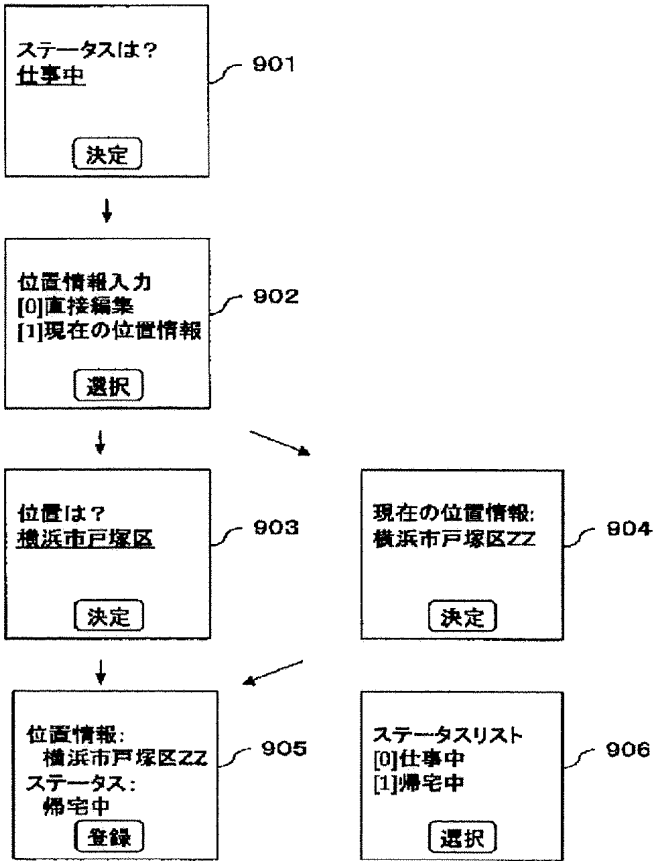 ステータスは?
仕事中
決定
901
位置情報入力
[0]直接編集
[1]現在の位置情報
選択
902
位置は?
横浜市戸塚区
決定
903
現在の位置情報:
横浜市戸塚区ZZ
決定
904
位置情報:
横浜市戸塚区ZZ
ステータス:
帰宅中
登録
905
ステータスリスト
[0]仕事中
[1]帰宅中
選択
906